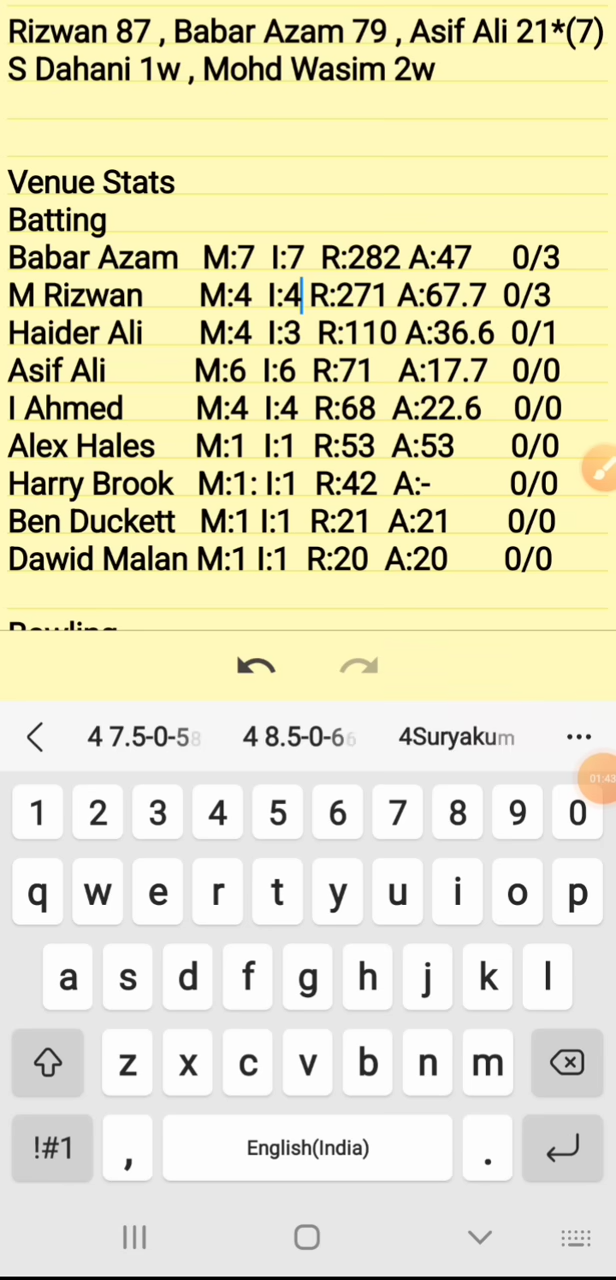 Rizwan 87 , Babar Azam 79 , Asif Ali 21*(7)
S Dahani 1w , Mohd Wasim 2w
Venue Stats
Batting
Babar Azam M:7 I:7 R:282 A:47 0/3
M Rizwan M:4 I:4 R:271 A:67.7 0/3
Haider Ali M:4 I:3 R:110 A:36.6 0/1
Asif Ali M:6 I:6 R:71 A:17.7 0/0
I Ahmed M:4 I:4 R:68 A:22.6 0/0
Alex Hales M:1 I:1 R:53 A:53 0/0
Harry Brook M:1: I:1 R:42 A:- 0/0
Ben Duckett M:1 I:1 R:21 A:21 0/0
Dawid Malan M:1 I:1 R:20 A:20 0/0
4 7.5-0-58 4 8.5-0-66 4Suryakum ...
01:43
1 2 3 4 5 6 7 8 9 0
q w e r t y u i o p
a s d f g h j k l
z x c v b n m
!#1 , English(India) .